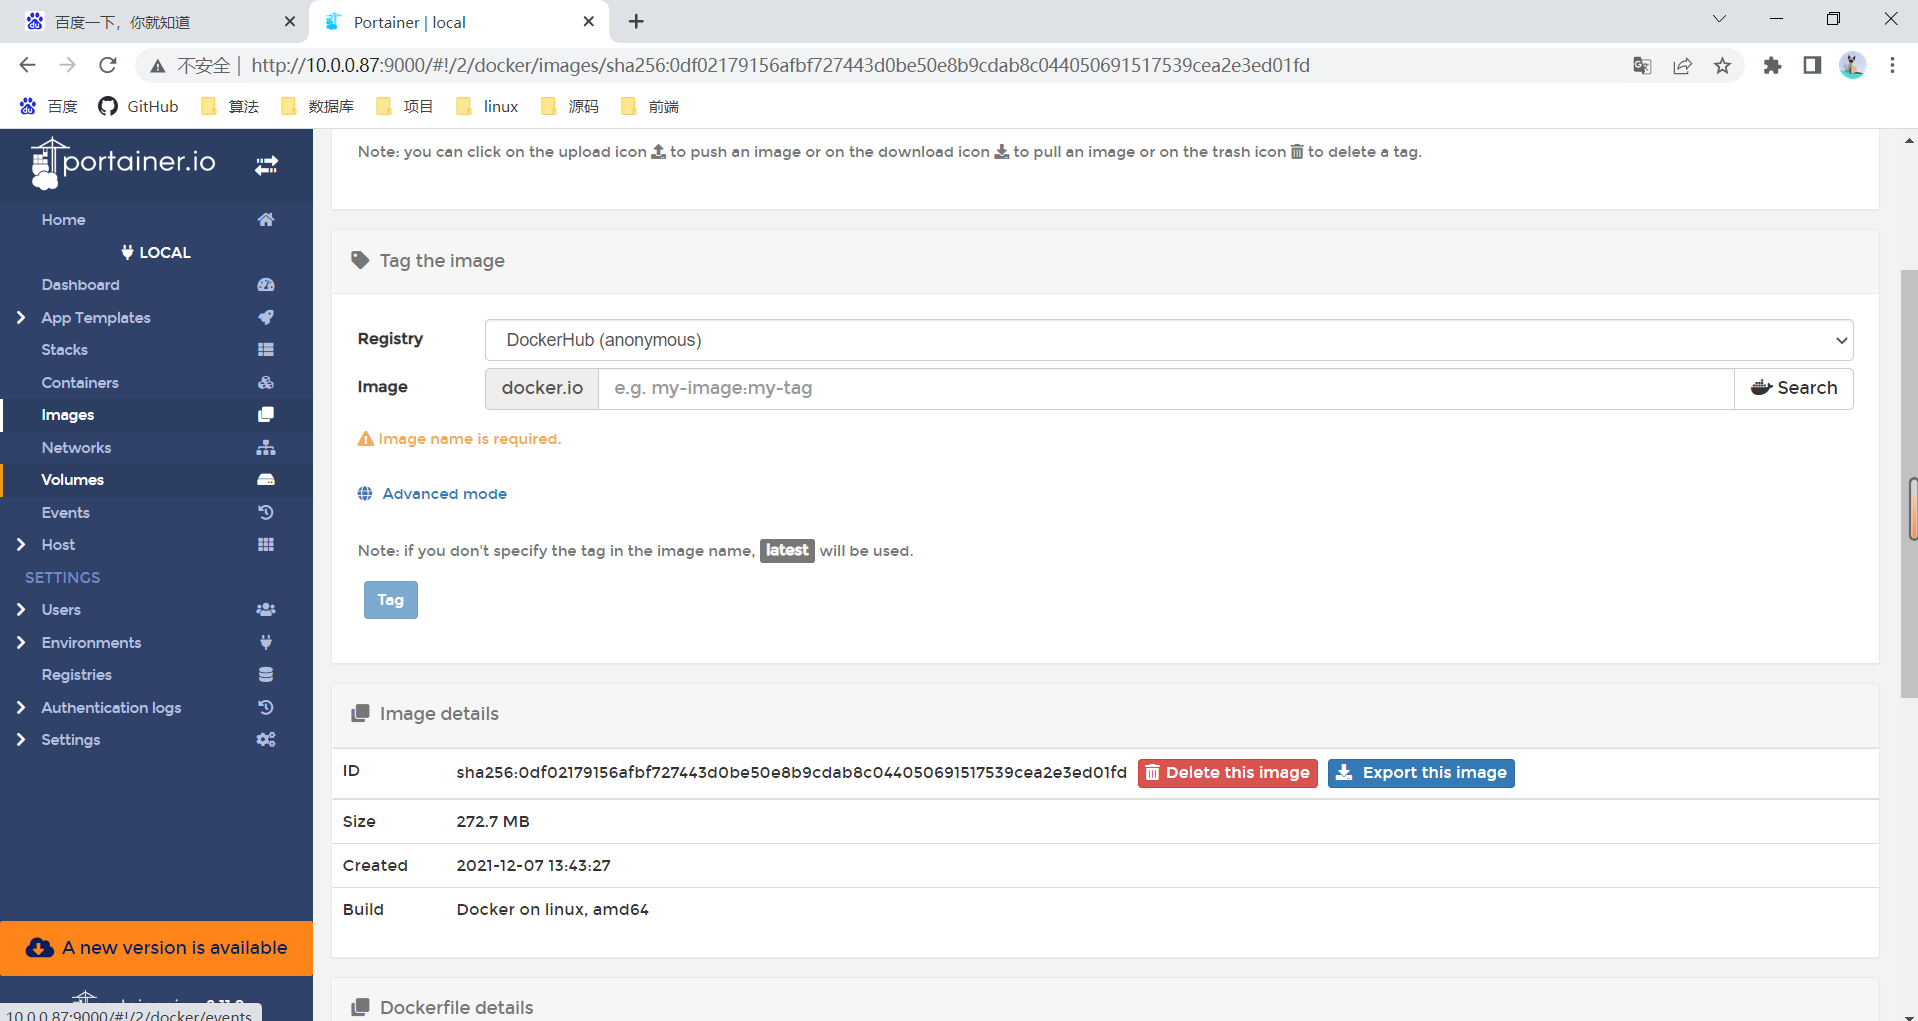 百度一下，你就知道
Portainer | local
不安全 | http://10.0.0.87:9000/#!/2/docker/images/sha256:0df02179156afbf727443d0be50e8b9cdab8c044050691517539cea2e3ed01fd
百度 GitHub 算法 数据库 项目 linux 源码 前端
portainer.io
Home
LOCAL
Dashboard
App Templates
Stacks
Containers
Images
Networks
Volumes
Events
Host
SETTINGS
Users
Environments
Registries
Authentication logs
Settings
A new version is available
10.0.0.87:9000/#!/2/docker/events
Note: you can click on the upload icon to push an image or on the download icon to pull an image or on the trash icon to delete a tag.
Tag the image
Registry DockerHub (anonymous)
Image docker.io e.g. my-image:my-tag Search
Image name is required.
Advanced mode
Note: if you don't specify the tag in the image name, latest will be used.
Tag
Image details
ID sha256:0df02179156afbf727443d0be50e8b9cdab8c044050691517539cea2e3ed01fd Delete this image Export this image
Size 272.7 MB
Created 2021-12-07 13:43:27
Build Docker on linux, amd64
Dockerfile details